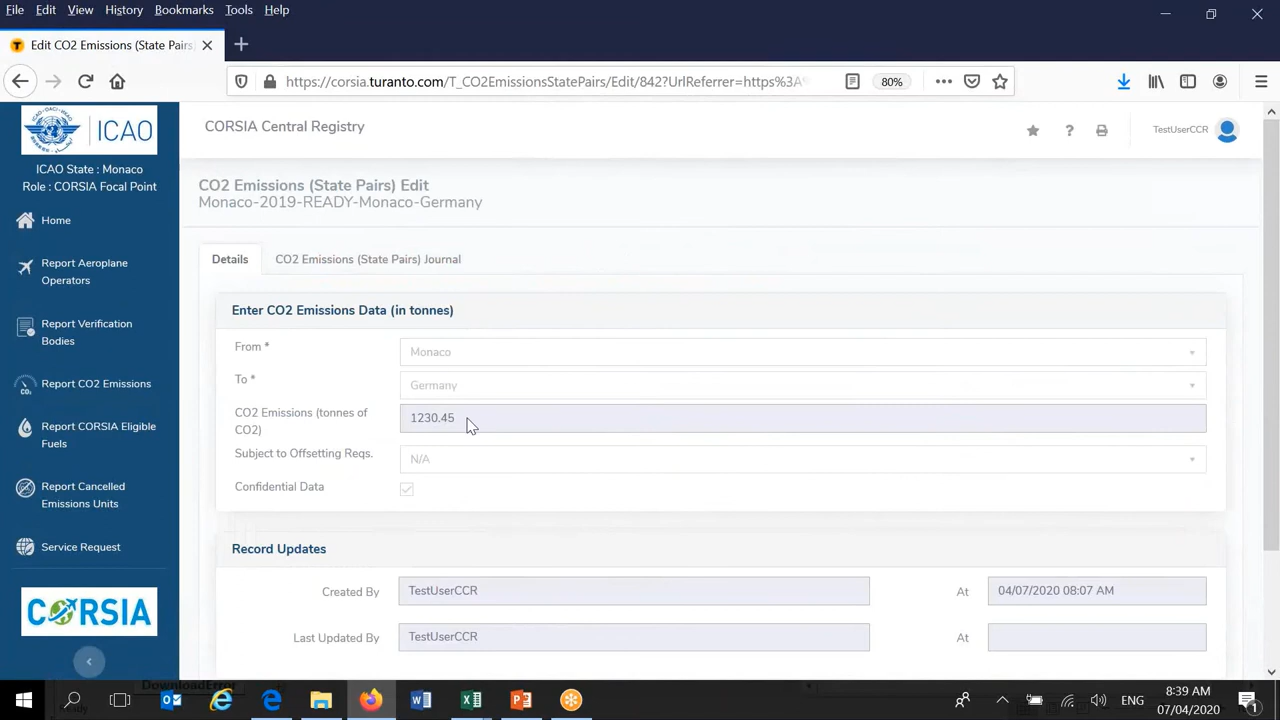 File Edit View History Bookmarks Tools Help
Edit CO2 Emissions (State Pairs)
https://corsia.turanto.com/T_CO2EmissionsStatePairs/Edit/842?UrlReferrer=https%3A%
80%
ICAO
CORSIA Central Registry
TestUserCCR
ICAO State : Monaco
Role : CORSIA Focal Point
Home
Report Aeroplane
Operators
Report Verification
Bodies
CO2
Report CO2 Emissions
Report CORSIA Eligible
Fuels
Report Cancelled
Emissions Units
Service Request
CORSIA
CO2 Emissions (State Pairs) Edit
Monaco-2019-READY-Monaco-Germany
Details CO2 Emissions (State Pairs) Journal
Enter CO2 Emissions Data (in tonnes)
From * Monaco
To * Germany
CO2 Emissions (tonnes of
CO2) 1230.45
Subject to Offsetting Reqs. N/A
Confidential Data
Record Updates
Created By TestUserCCR At 04/07/2020 08:07 AM
Last Updated By TestUserCCR At
DownloadError
ENG
8:39 AM
07/04/2020
1